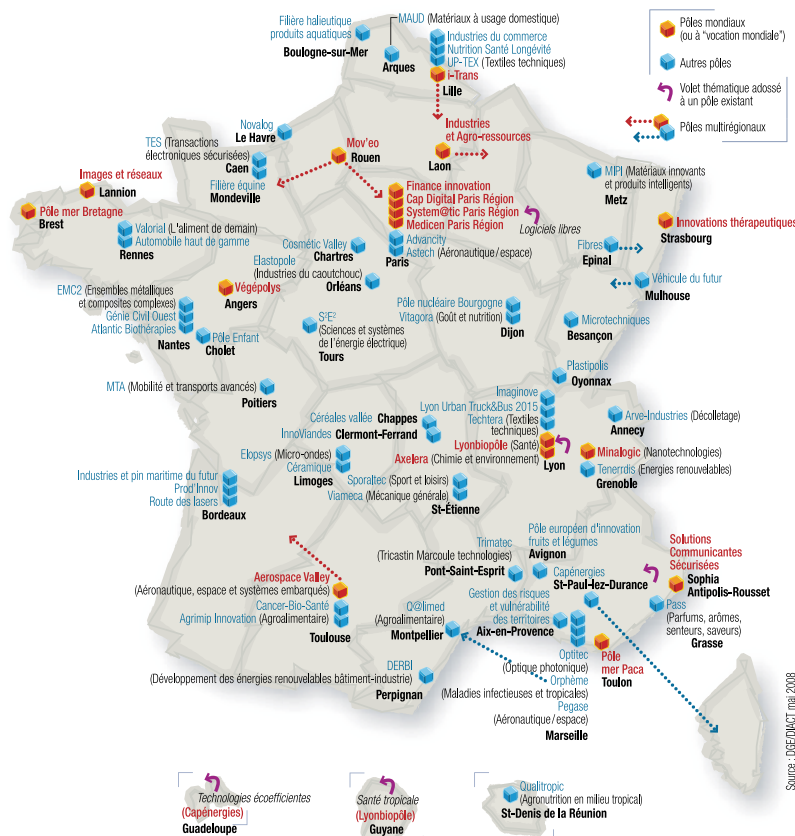 Filière halieutique
produits aquatiques
Boulogne-sur-Mer
MAUD (Matériaux à usage domestique)
Arques
Industries du commerce
Nutrition Santé Longévité
UP-TEX (Textiles techniques)
i-Trans
Lille
Pôles mondiaux
(ou à "vocation mondiale")
Autres pôles
Volet thématique adossé
à un pôle existant
Pôles multirégionaux
Novalog
Le Havre
TES (Transactions
électroniques sécurisées)
Caen
Filière équine
Mondeville
Mov'eo
Rouen
Industries
et Agro-ressources
Laon
MIPI (Matériaux innovants
et produits intelligents)
Metz
Images et réseaux
Lannion
Pôle mer Bretagne
Brest
Valorial (L'aliment de demain)
Automobile haut de gamme
Rennes
Finance innovation
Cap Digital Paris Région
System@tic Paris Région
Medicen Paris Région
Logiciels libres
Advancity
Astech (Aéronautique/espace)
Paris
Innovations thérapeutiques
Strasbourg
Fibres
Epinal
Véhicule du futur
Mulhouse
Cosmétic Valley
Chartres
Elastopole
(Industries du caoutchouc)
Orléans
EMC2 (Ensembles métalliques
et composites complexes)
Génie Civil Ouest
Atlantic Biothérapies
Nantes
Végépolys
Angers
Pôle Enfant
Cholet
S²E²
(Sciences et systèmes
de l'énergie électrique)
Tours
Pôle nucléaire Bourgogne
Vitagora (Goût et nutrition)
Dijon
Microtechniques
Besançon
MTA (Mobilité et transports avancés)
Poitiers
Plastipolis
Oyonnax
Céréales vallée Chappes
InnoViandes Clermont-Ferrand
Imaginove
Lyon Urban Truck&Bus 2015
Techtera (Textiles
techniques)
Lyonbiopôle (Santé)
Axelera (Chimie et environnement)
Lyon
Arve-Industries (Décolletage)
Annecy
Elopsys (Micro-ondes)
Céramique
Limoges
Minalogic (Nanotechnologies)
Tenerrdis (Energies renouvelables)
Grenoble
Industries et pin maritime du futur
Prod'Innov
Route des lasers
Bordeaux
Sporaltec (Sport et loisirs)
Viameca (Mécanique générale)
St-Étienne
Trimatec
(Tricastin Marcoule technologies)
Pont-Saint-Esprit
Pôle européen d'innovation
fruits et légumes
Avignon
Capénergies
St-Paul-lez-Durance
Solutions
Communicantes
Sécurisées
Sophia
Antipolis-Rousset
Aerospace Valley
(Aéronautique, espace et systèmes embarqués)
Cancer-Bio-Santé
Agrimip Innovation (Agroalimentaire)
Toulouse
Q@limed
(Agroalimentaire)
Montpellier
Gestion des risques
et vulnérabilité
des territoires
Aix-en-Provence
Pass
(Parfums, arômes,
senteurs, saveurs)
Grasse
DERBI
(Développement des énergies renouvelables bâtiment-industrie)
Perpignan
Optitec
(Optique photonique)
Orphème
(Maladies infectieuses et tropicales)
Pegase
(Aéronautique/espace)
Marseille
Pôle
mer Paca
Toulon
Source : DGE/DIACT mai 2008
Technologies écoefficientes
(Capénergies)
Guadeloupe
Santé tropicale
(Lyonbiopôle)
Guyane
Qualitropic
(Agronutrition en milieu tropical)
St-Denis de la Réunion